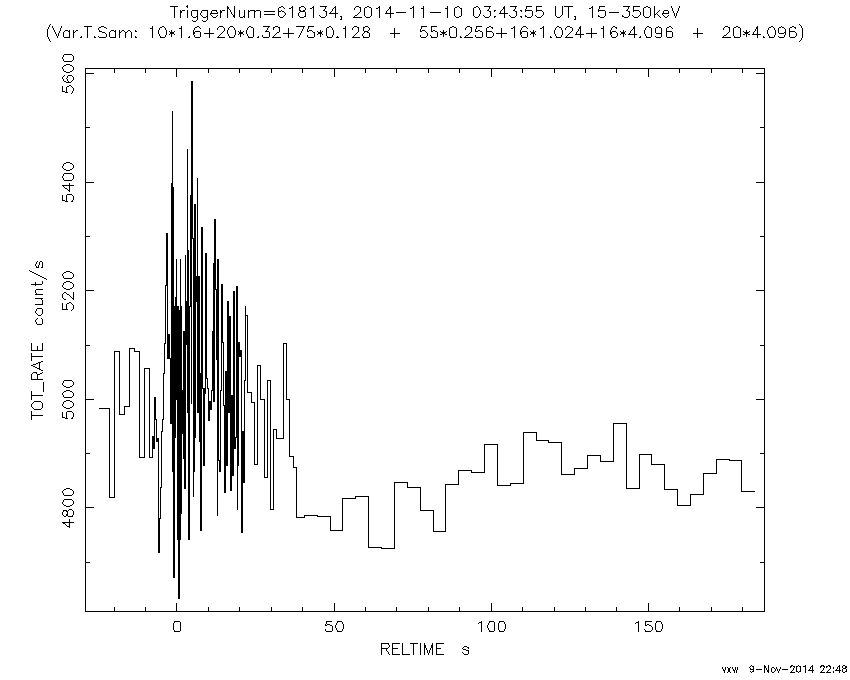 TriggerNum=618134, 2014-11-10 03:43:55 UT, 15-350keV
(Var.T.Sam: 10*1.6+20*0.32+75*0.128 + 55*0.256+16*1.024+16*4.096 + 20*4.096)
5600
5400
5200
5000
4800
TOT_RATE count/s
0 50 100 150
RELTIME s
vxw 9-Nov-2014 22:48